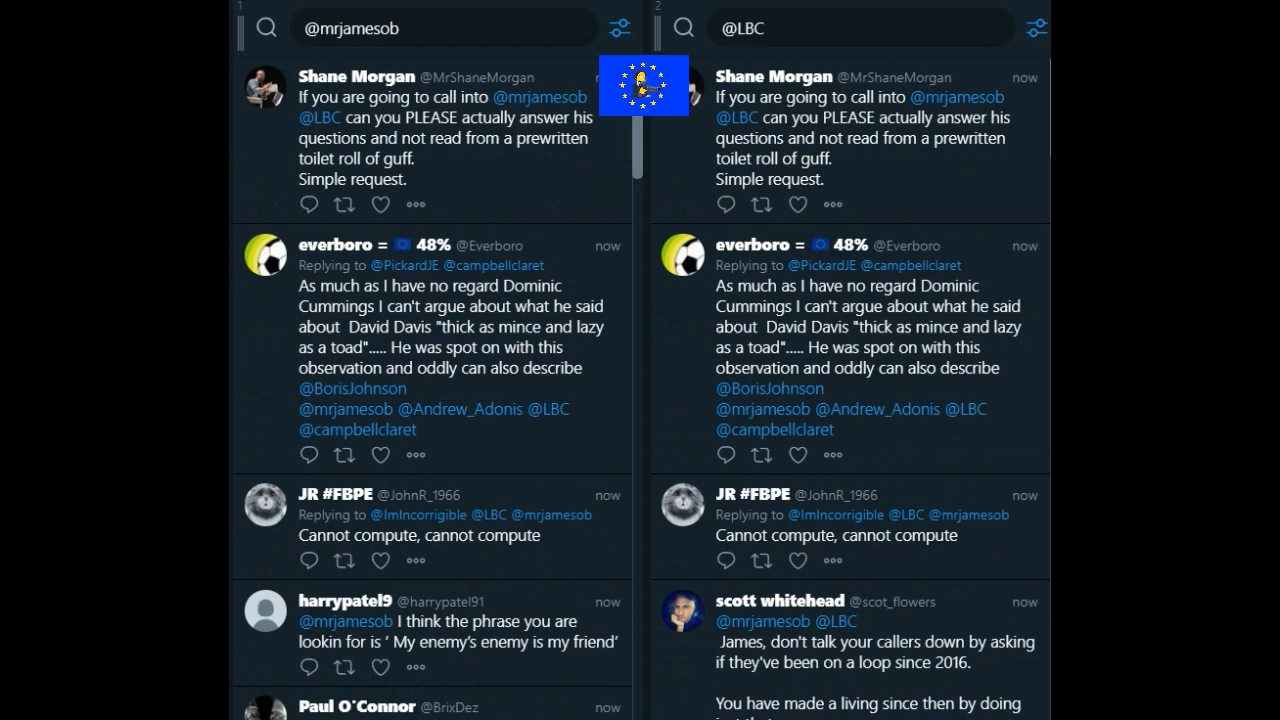 1
@mrjamesob
Shane Morgan @MrShaneMorgan
If you are going to call into @mrjamesob
@LBC can you PLEASE actually answer his
questions and not read from a prewritten
toilet roll of guff.
Simple request.
everboro = 🇪🇺 48% @Everboro now
Replying to @PickardJE @campbellclaret
As much as I have no regard Dominic
Cummings I can't argue about what he said
about David Davis "thick as mince and lazy
as a toad"..... He was spot on with this
observation and oddly can also describe
@BorisJohnson
@mrjamesob @Andrew_Adonis @LBC
@campbellclaret
JR #FBPE @JohnR_1966 now
Replying to @ImIncorrigible @LBC @mrjamesob
Cannot compute, cannot compute
harrypatel9 @harrypatel91 now
@mrjamesob I think the phrase you are
lookin for is ‘ My enemy’s enemy is my friend’
Paul O'Connor @BrixDez now
2
@LBC
Shane Morgan @MrShaneMorgan now
If you are going to call into @mrjamesob
@LBC can you PLEASE actually answer his
questions and not read from a prewritten
toilet roll of guff.
Simple request.
everboro = 🇪🇺 48% @Everboro now
Replying to @PickardJE @campbellclaret
As much as I have no regard Dominic
Cummings I can't argue about what he said
about David Davis "thick as mince and lazy
as a toad"..... He was spot on with this
observation and oddly can also describe
@BorisJohnson
@mrjamesob @Andrew_Adonis @LBC
@campbellclaret
JR #FBPE @JohnR_1966 now
Replying to @ImIncorrigible @LBC @mrjamesob
Cannot compute, cannot compute
scott whitehead @scot_flowers now
@mrjamesob @LBC
James, don't talk your callers down by asking
if they've been on a loop since 2016.
You have made a living since then by doing